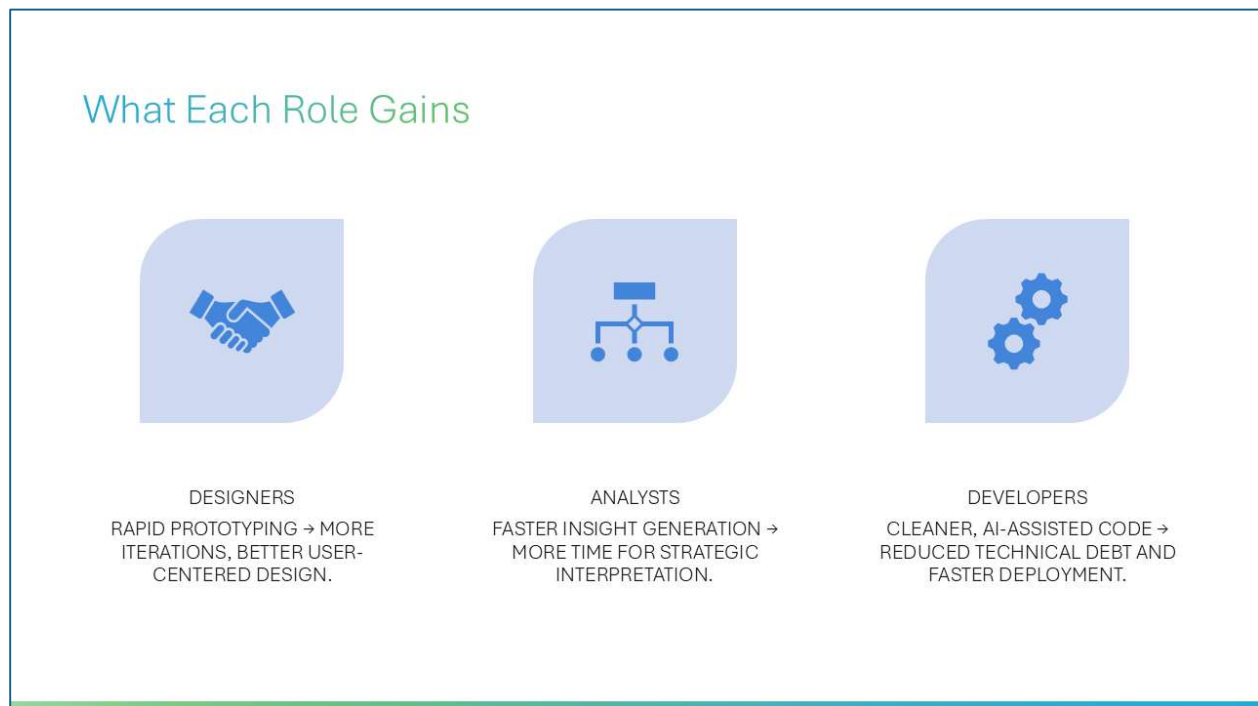 What Each Role Gains
DESIGNERS
RAPID PROTOTYPING → MORE
ITERATIONS, BETTER USER-
CENTERED DESIGN.
ANALYSTS
FASTER INSIGHT GENERATION →
MORE TIME FOR STRATEGIC
INTERPRETATION.
DEVELOPERS
CLEANER, AI-ASSISTED CODE →
REDUCED TECHNICAL DEBT AND
FASTER DEPLOYMENT.